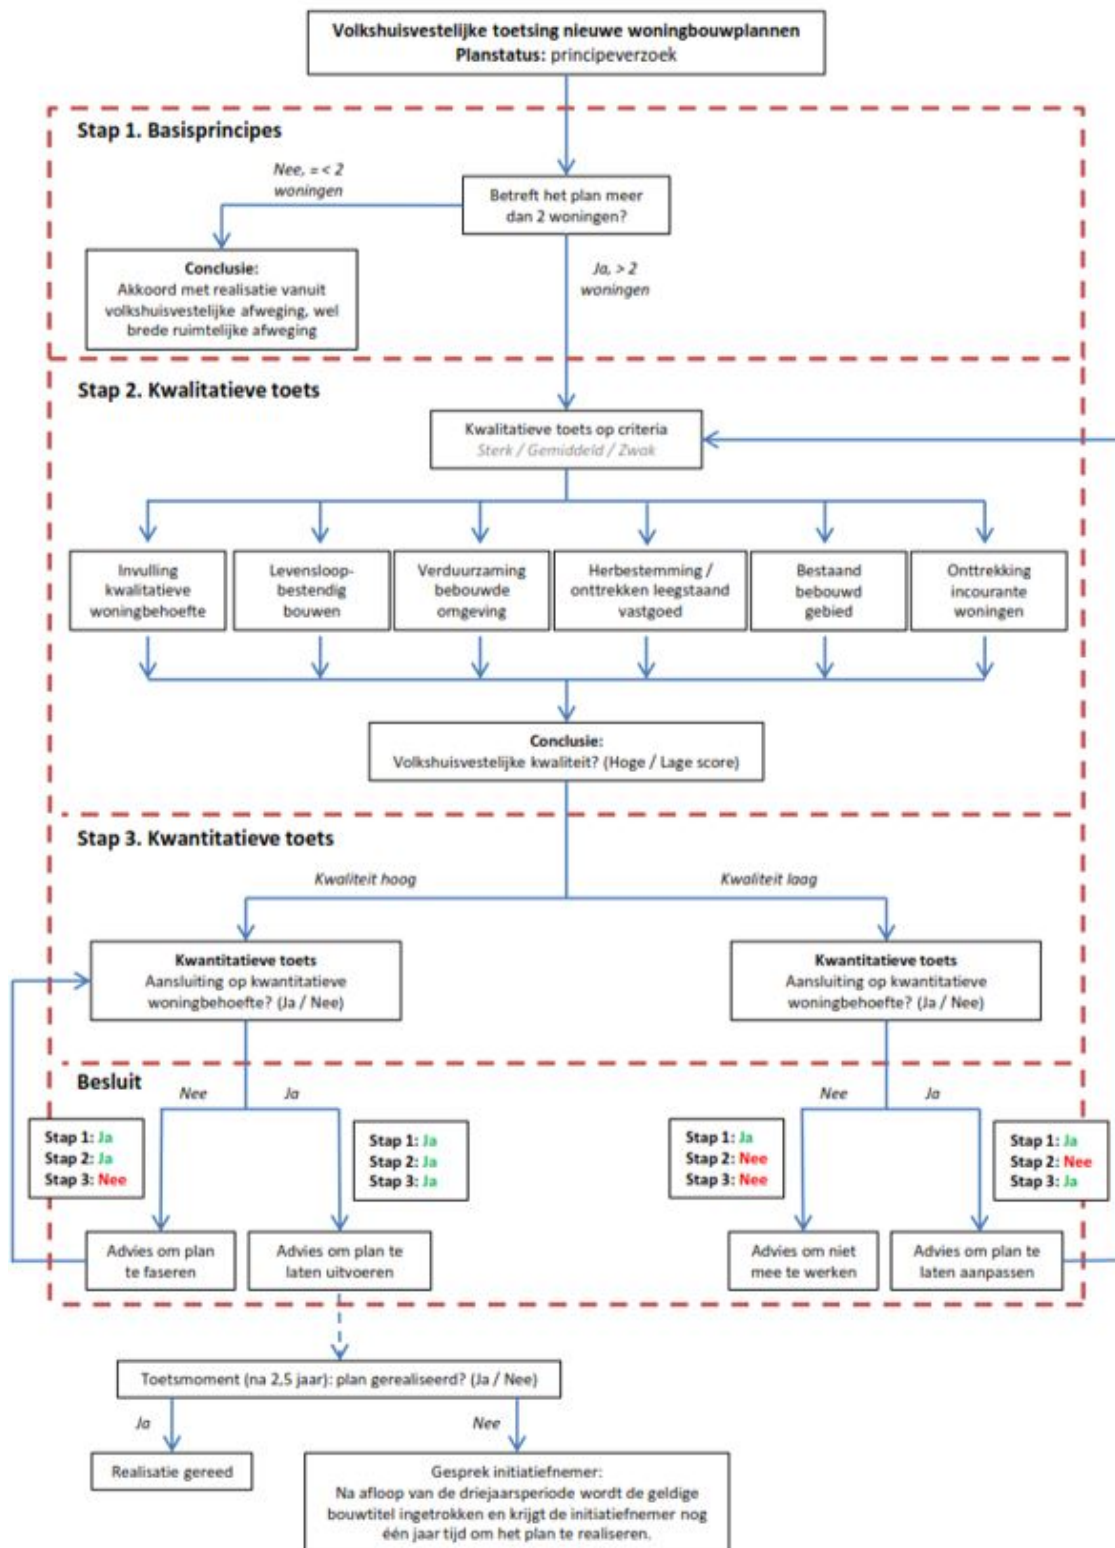 Volkshuisvestelijke toetsing nieuwe woningbouwplannen
Planstatus: principeverzoek
Stap 1. Basisprincipes
Nee, = < 2
woningen
Betreft het plan meer
dan 2 woningen?
Conclusie:
Akkoord met realisatie vanuit
volkshuisvestelijke afweging, wel
brede ruimtelijke afweging
Ja, > 2
woningen
Stap 2. Kwalitatieve toets
Kwalitatieve toets op criteria
Sterk / Gemiddeld / Zwak
Invulling
kwalitatieve
woningbehoefte
Levensloop-
bestendig
bouwen
Verduurzaming
bebouwde
omgeving
Herbestemming /
onttrekken leegstaand
vastgoed
Bestaand
bebouwd
gebied
Onttrekking
incourante
woningen
Conclusie:
Volkshuisvestelijke kwaliteit? (Hoge / Lage score)
Stap 3. Kwantitatieve toets
Kwaliteit hoog
Kwaliteit laag
Kwantitatieve toets
Aansluiting op kwantitatieve
woningbehoefte? (Ja / Nee)
Kwantitatieve toets
Aansluiting op kwantitatieve
woningbehoefte? (Ja / Nee)
Besluit
Nee
Ja
Nee
Ja
Stap 1: Ja
Stap 2: Ja
Stap 3: Nee
Stap 1: Ja
Stap 2: Ja
Stap 3: Ja
Stap 1: Ja
Stap 2: Nee
Stap 3: Nee
Stap 1: Ja
Stap 2: Nee
Stap 3: Ja
Advies om plan
te faseren
Advies om plan te
laten uitvoeren
Advies om niet
mee te werken
Advies om plan te
laten aanpassen
Toetsmoment (na 2,5 jaar): plan gerealiseerd? (Ja / Nee)
Ja
Nee
Realisatie gereed
Gesprek initiatiefnemer:
Na afloop van de driejaarsperiode wordt de geldige
bouwtitel ingetrokken en krijgt de initiatiefnemer nog
één jaar tijd om het plan te realiseren.